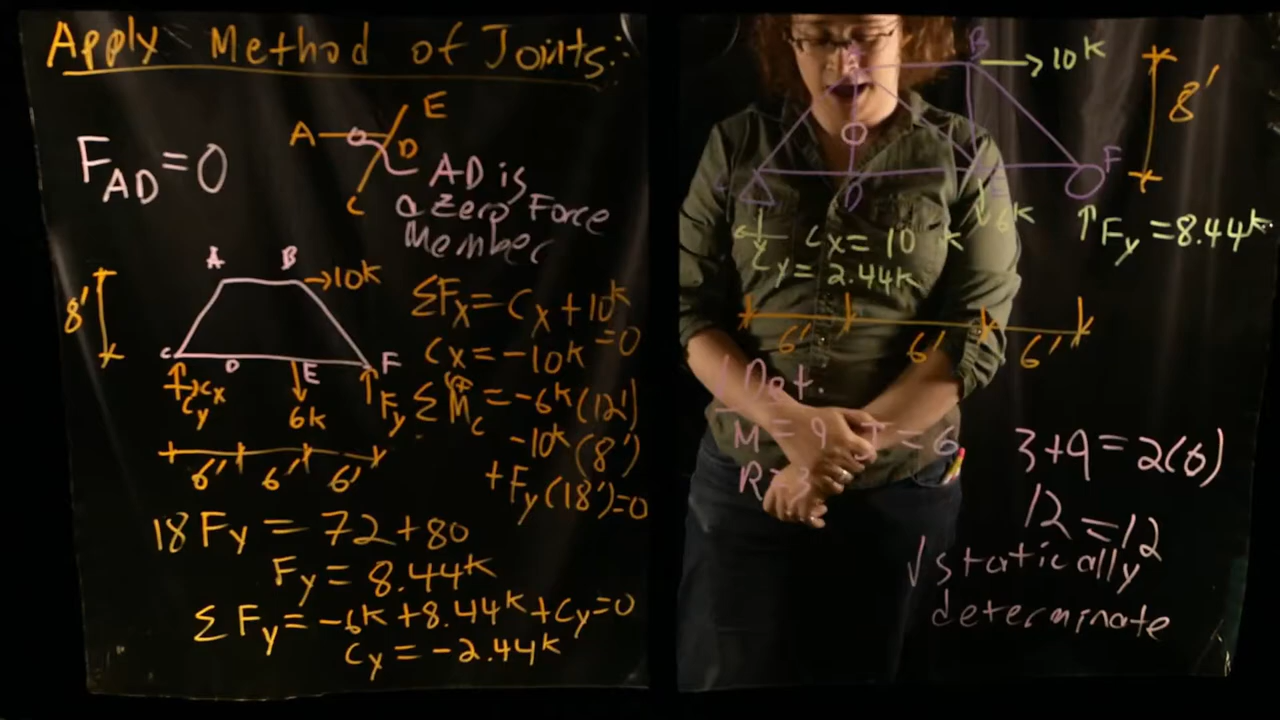 Apply Method of Joints:
F_AD = 0
E
A
D
C
AD is
a Zero Force
Member
A B
→10k
8'
C D E F
Cx
Cy
6k
Fy
6' 6' 6'
ΣFx = Cx + 10k = 0
Cx = -10k
ΣMc = -6k(12')
-10k(8')
+Fy(18') = 0
18Fy = 72 + 80
Fy = 8.44k
ΣFy = -6k + 8.44k + Cy = 0
Cy = -2.44k
B → 10k
8'
F
D
6k
↑Fy = 8.44k
Cx = 10k
Cy = 2.44k
6' 6' 6'
Det.
M = 9 J = 6
R = 3
3+9 = 2(6)
12 = 12
√ statically
determinate